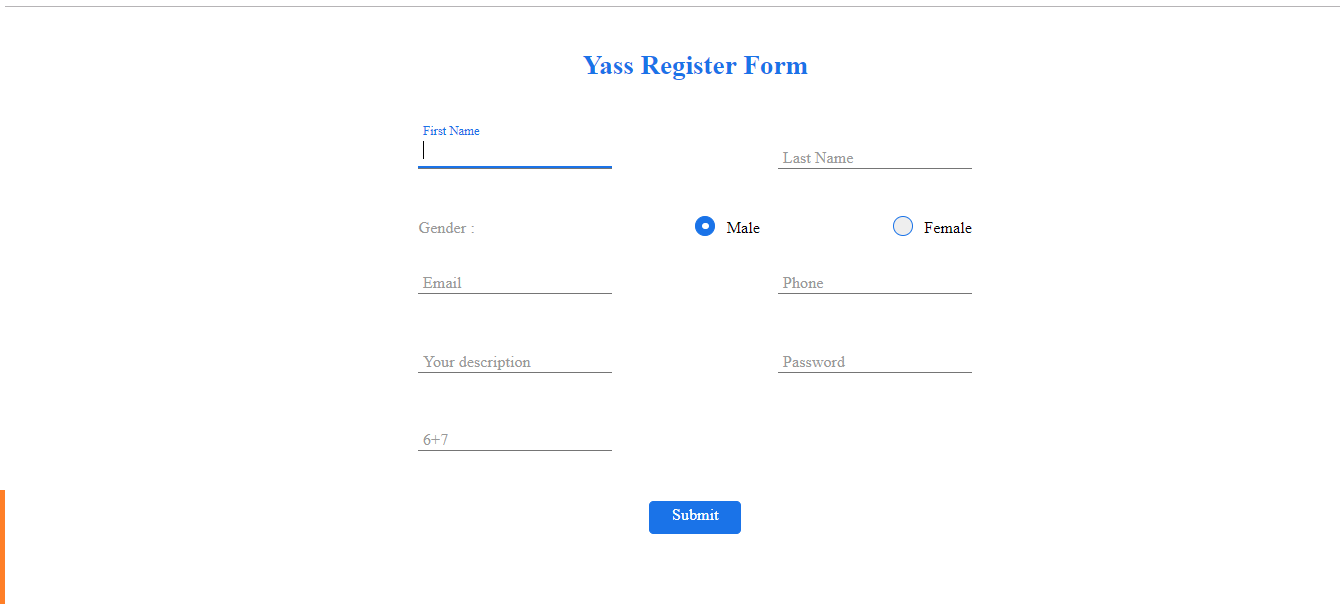 Yass Register Form
First Name
Last Name
Gender :
Male
Female
Email
Phone
Your description
Password
6+7
Submit